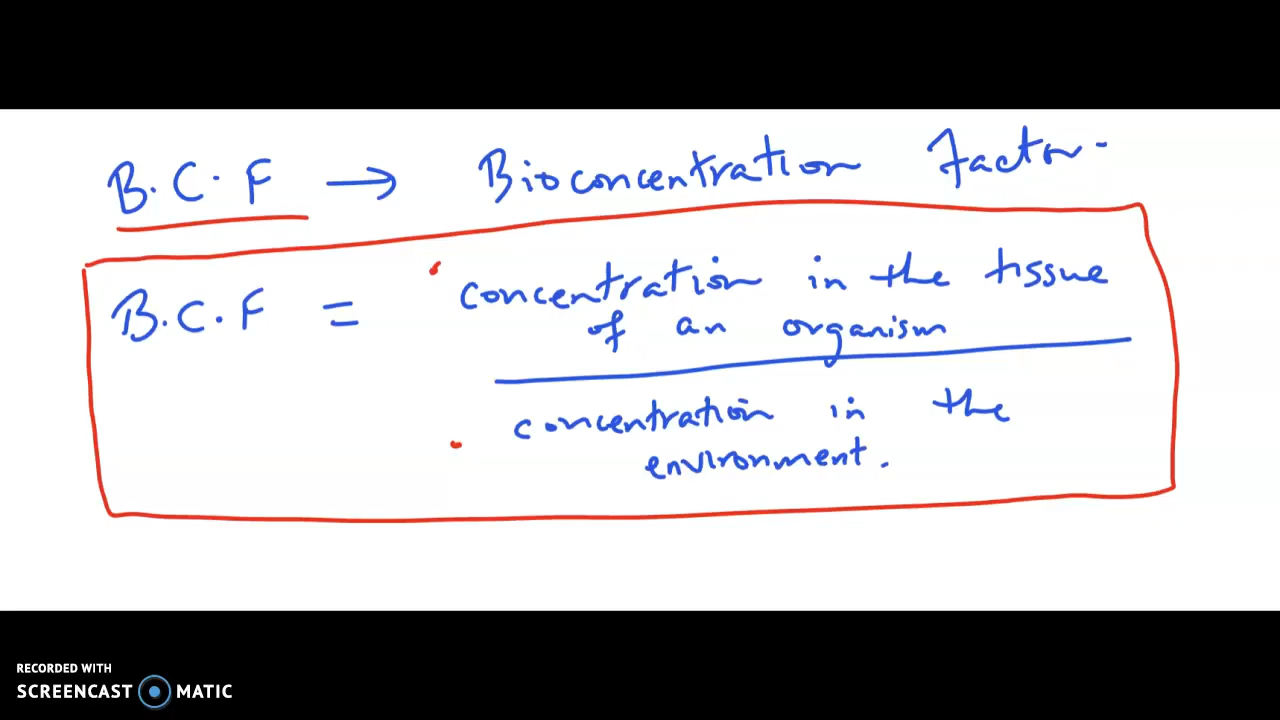 B.C.F → Bioconcentration Factor.
B.C.F = concentration in the tissue
of an organism
concentration in the
environment.
RECORDED WITH
SCREENCAST MATIC